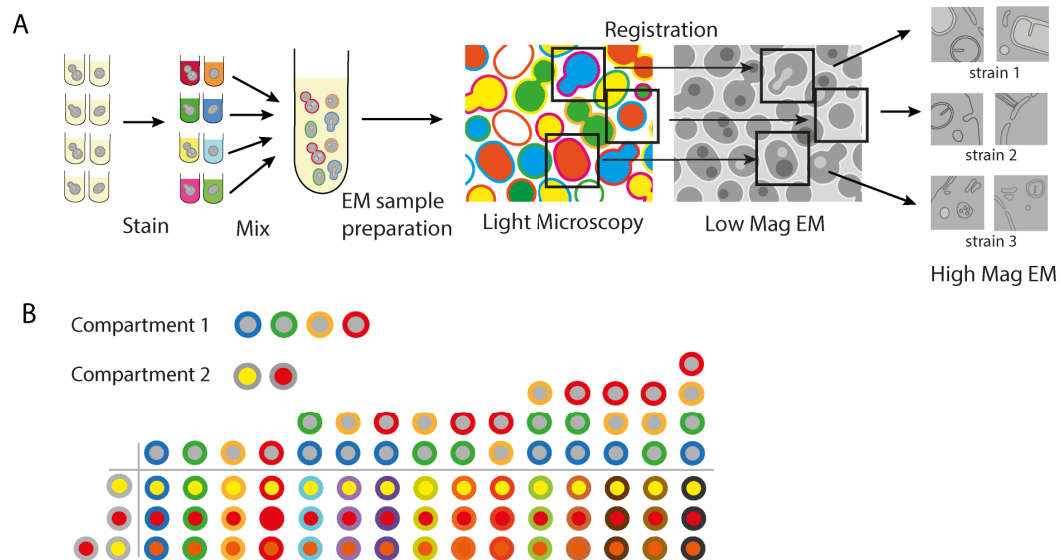 A
Registration
strain 1
strain 2
strain 3
Stain
Mix
EM sample
preparation
Light Microscopy
Low Mag EM
High Mag EM
B
Compartment 1
Compartment 2